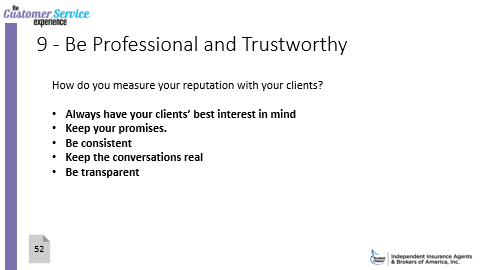 the
Customer Service
experience
9 - Be Professional and Trustworthy
How do you measure your reputation with your clients?
• Always have your clients' best interest in mind
• Keep your promises.
• Be consistent
• Keep the conversations real
• Be transparent
52
Independent Insurance Agents
& Brokers of America, Inc.